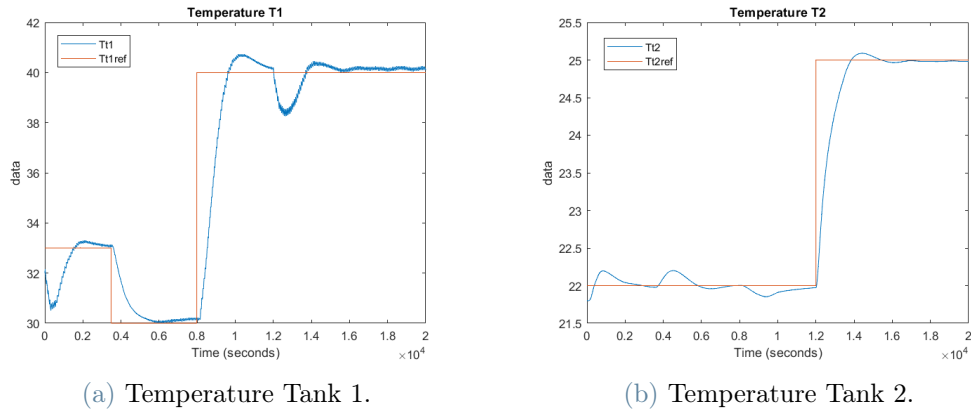 Temperature T1
42
40
38
36
34
32
30
data
Tt1
Tt1ref
0 0.2 0.4 0.6 0.8 1 1.2 1.4 1.6 1.8 2
Time (seconds)
×10^4
(a) Temperature Tank 1.
Temperature T2
25.5
25
24.5
24
23.5
23
22.5
22
21.5
data
Tt2
Tt2ref
0 0.2 0.4 0.6 0.8 1 1.2 1.4 1.6 1.8 2
Time (seconds)
×10^4
(b) Temperature Tank 2.